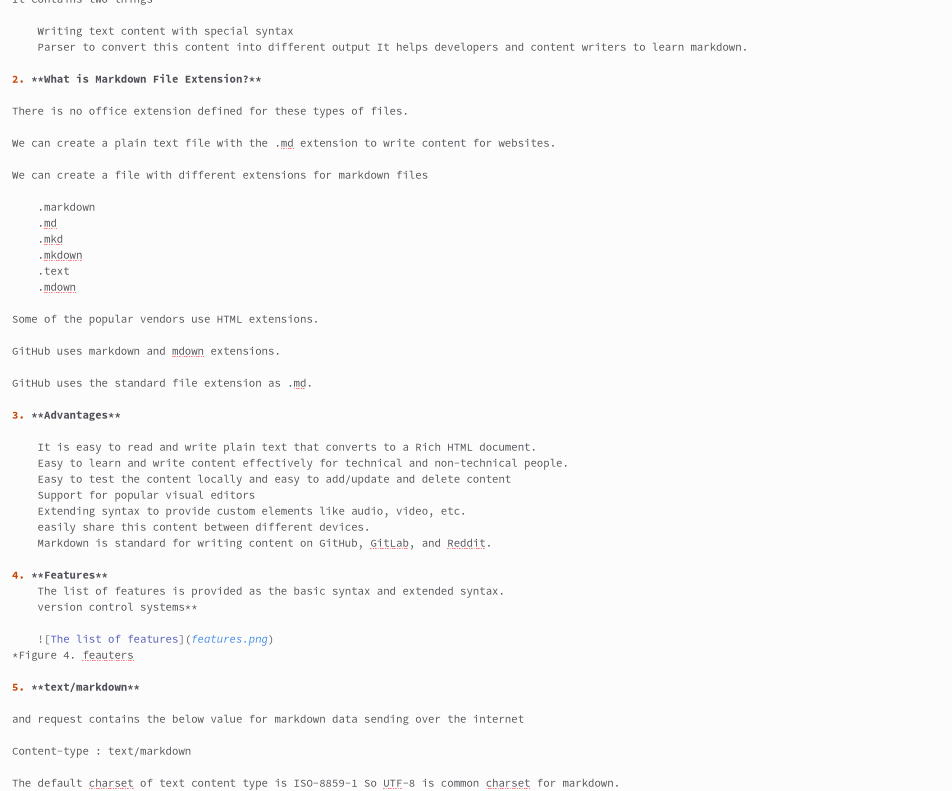 It contains two things
Writing text content with special syntax
Parser to convert this content into different output It helps developers and content writers to learn markdown.
2. **What is Markdown File Extension?**
There is no office extension defined for these types of files.
We can create a plain text file with the .md extension to write content for websites.
We can create a file with different extensions for markdown files
.markdown
.md
.mkd
.mkdown
.text
.mdown
Some of the popular vendors use HTML extensions.
GitHub uses markdown and mdown extensions.
GitHub uses the standard file extension as .md.
3. **Advantages**
It is easy to read and write plain text that converts to a Rich HTML document.
Easy to learn and write content effectively for technical and non-technical people.
Easy to test the content locally and easy to add/update and delete content
Support for popular visual editors
Extending syntax to provide custom elements like audio, video, etc.
easily share this content between different devices.
Markdown is standard for writing content on GitHub, GitLab, and Reddit.
4. **Features**
The list of features is provided as the basic syntax and extended syntax.
version control systems**
![The list of features](features.png)
*Figure 4. feauters
5. **text/markdown**
and request contains the below value for markdown data sending over the internet
Content-type : text/markdown
The default charset of text content type is ISO-8859-1 So UTF-8 is common charset for markdown.